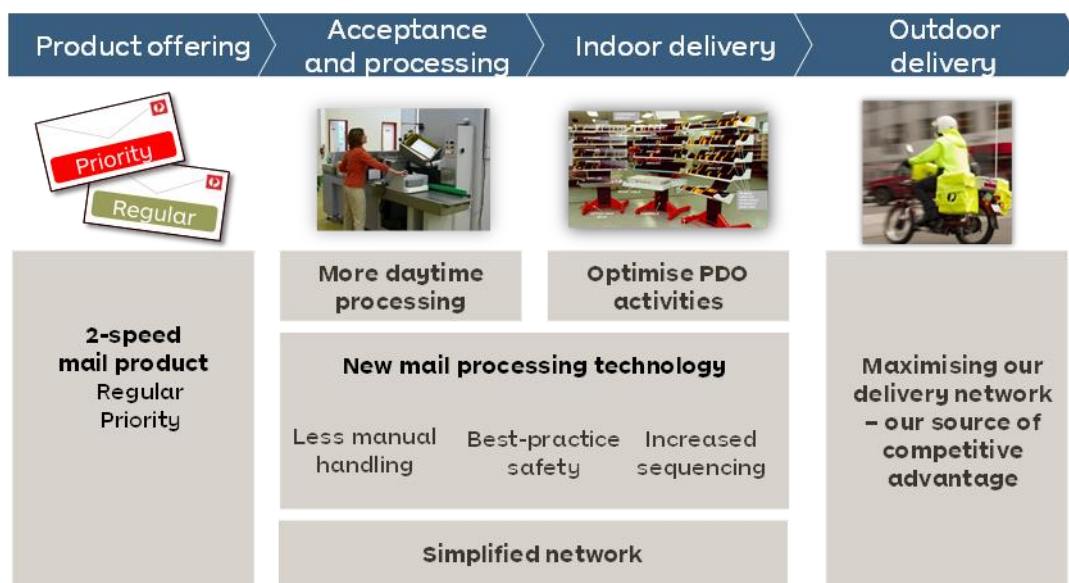 Product offering
Acceptance
and processing
Indoor delivery
Outdoor
delivery
Priority
Regular
2-speed
mail product
Regular
Priority
More daytime
processing
Optimise PDO
activities
New mail processing technology
Less manual
handling
Best-practice
safety
Increased
sequencing
Simplified network
Maximising our
delivery network
– our source of
competitive
advantage